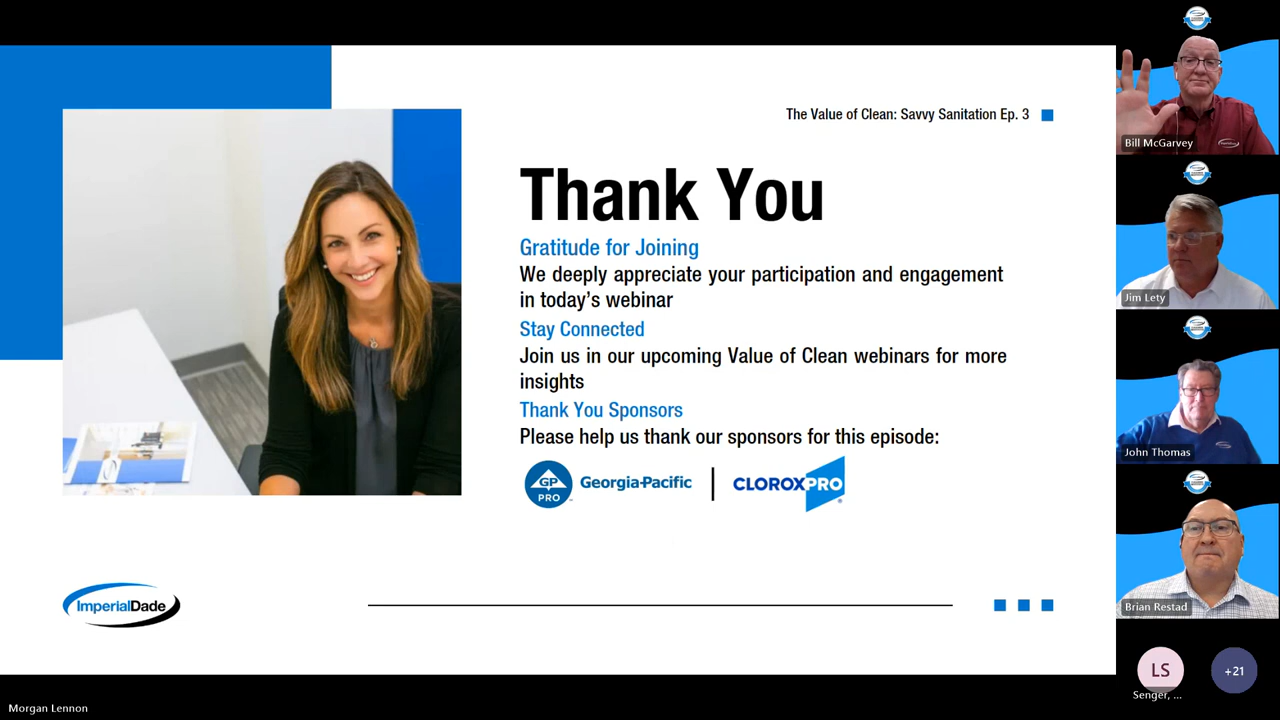 The Value of Clean: Savvy Sanitation Ep. 3
Thank You
Gratitude for Joining
We deeply appreciate your participation and engagement
in today's webinar
Stay Connected
Join us in our upcoming Value of Clean webinars for more
insights
Thank You Sponsors
Please help us thank our sponsors for this episode:
GP
PRO
Georgia-Pacific
CLOROXPRO
ImperialDade
Morgan Lennon
Bill McGarvey
Jim Lety
John Thomas
Brian Restad
LS
Senger, ...
+21